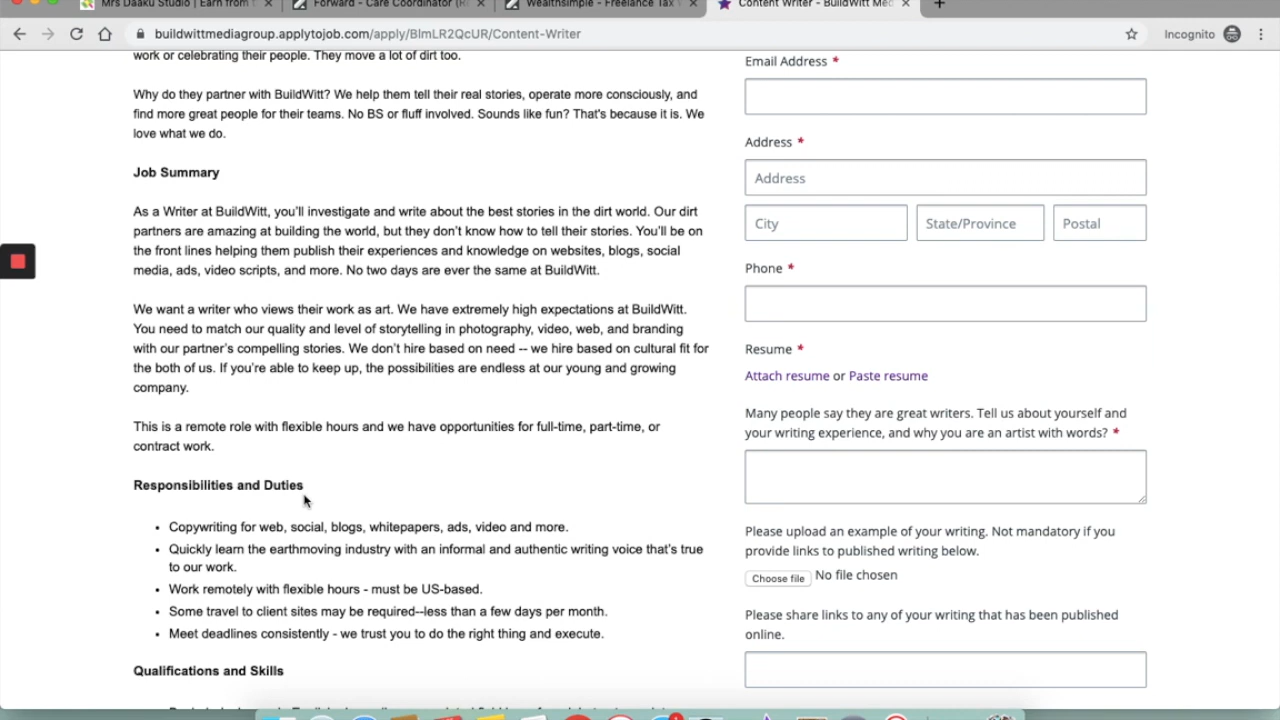 Mrs Daaku Studio | Earn from
Forward - Care Coordinator (R
Wealthsimple - Freelance Tax
Content Writer - BuildWitt Med
buildwittmediagroup.applytojob.com/apply/BlmLR2QcUR/Content-Writer
Incognito
work or celebrating their people. They move a lot of dirt too.
Why do they partner with BuildWitt? We help them tell their real stories, operate more consciously, and
find more great people for their teams. No BS or fluff involved. Sounds like fun? That's because it is. We
love what we do.
Job Summary
As a Writer at BuildWitt, you'll investigate and write about the best stories in the dirt world. Our dirt
partners are amazing at building the world, but they don't know how to tell their stories. You'll be on
the front lines helping them publish their experiences and knowledge on websites, blogs, social
media, ads, video scripts, and more. No two days are ever the same at BuildWitt.
We want a writer who views their work as art. We have extremely high expectations at BuildWitt.
You need to match our quality and level of storytelling in photography, video, web, and branding
with our partner's compelling stories. We don't hire based on need -- we hire based on cultural fit for
the both of us. If you're able to keep up, the possibilities are endless at our young and growing
company.
This is a remote role with flexible hours and we have opportunities for full-time, part-time, or
contract work.
Responsibilities and Duties
• Copywriting for web, social, blogs, whitepapers, ads, video and more.
• Quickly learn the earthmoving industry with an informal and authentic writing voice that's true
to our work.
• Work remotely with flexible hours - must be US-based.
• Some travel to client sites may be required--less than a few days per month.
• Meet deadlines consistently - we trust you to do the right thing and execute.
Qualifications and Skills
Email Address *
Address *
Address
City
State/Province
Postal
Phone *
Resume *
Attach resume or Paste resume
Many people say they are great writers. Tell us about yourself and
your writing experience, and why you are an artist with words? *
Please upload an example of your writing. Not mandatory if you
provide links to published writing below.
Choose file No file chosen
Please share links to any of your writing that has been published
online.